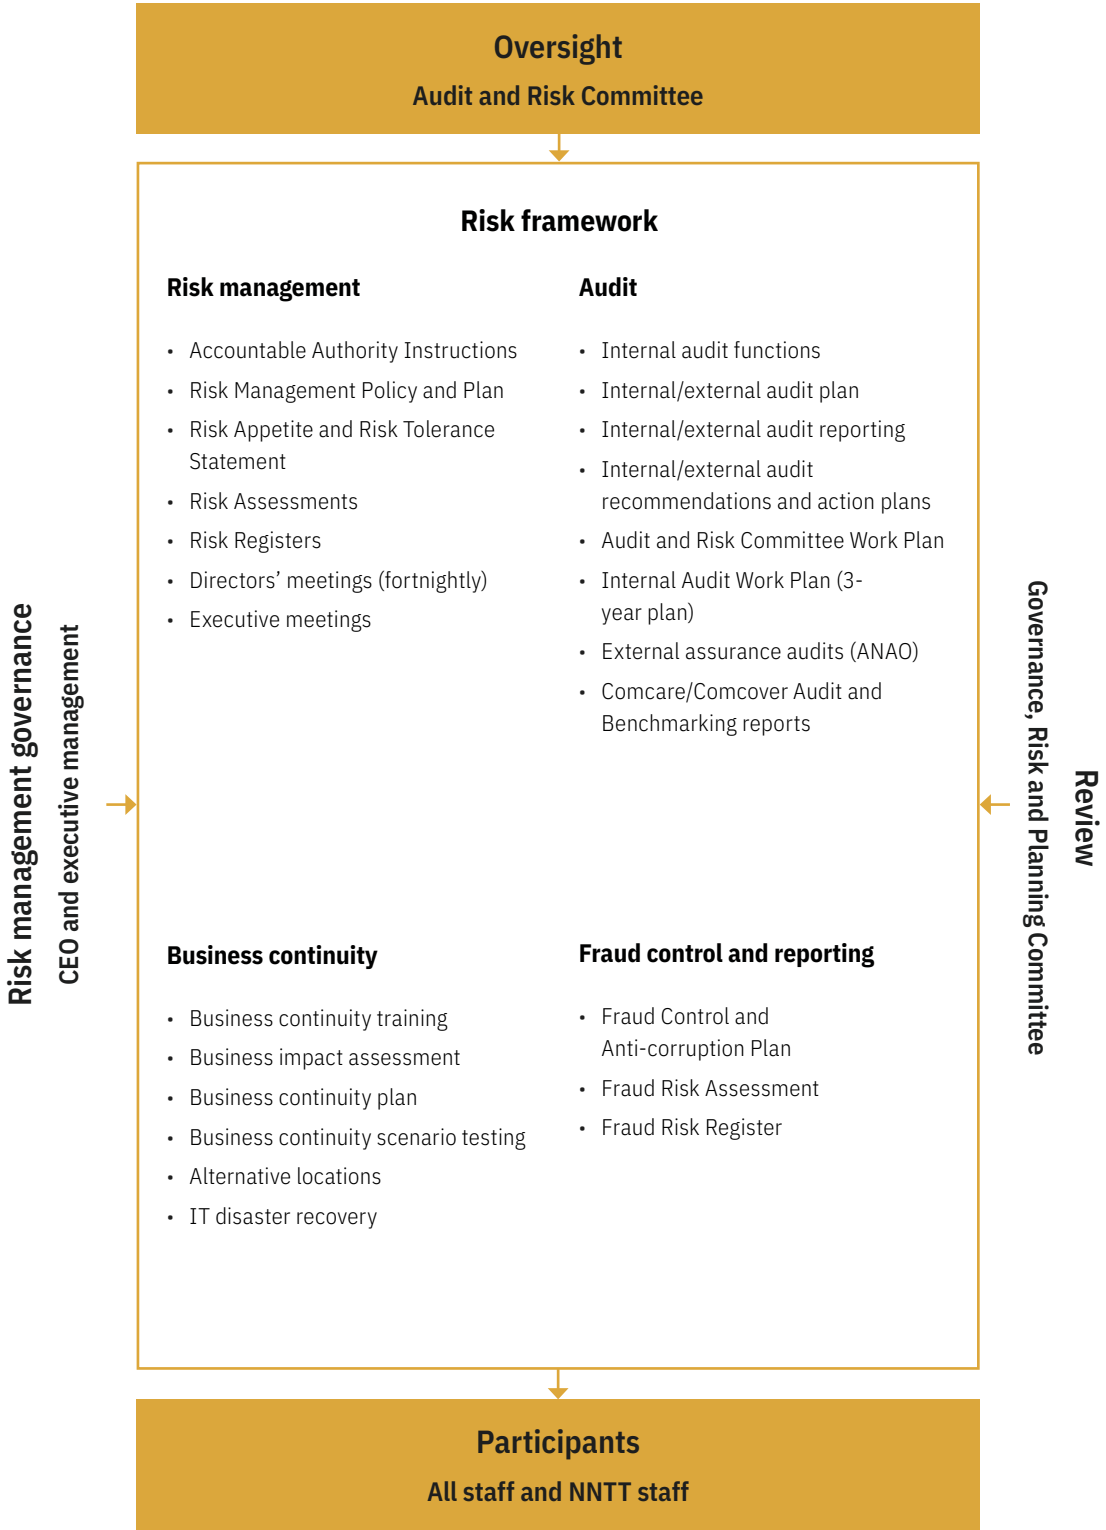 Oversight
Audit and Risk Committee
Risk framework
Risk management
• Accountable Authority Instructions
• Risk Management Policy and Plan
• Risk Appetite and Risk Tolerance
Statement
• Risk Assessments
• Risk Registers
• Directors’ meetings (fortnightly)
• Executive meetings
Audit
• Internal audit functions
• Internal/external audit plan
• Internal/external audit reporting
• Internal/external audit
recommendations and action plans
• Audit and Risk Committee Work Plan
• Internal Audit Work Plan (3-
year plan)
• External assurance audits (ANAO)
• Comcare/Comcover Audit and
Benchmarking reports
Risk management governance
CEO and executive management
Governance, Risk and Planning Committee
Review
Business continuity
• Business continuity training
• Business impact assessment
• Business continuity plan
• Business continuity scenario testing
• Alternative locations
• IT disaster recovery
Fraud control and reporting
• Fraud Control and
Anti-corruption Plan
• Fraud Risk Assessment
• Fraud Risk Register
Participants
All staff and NNTT staff